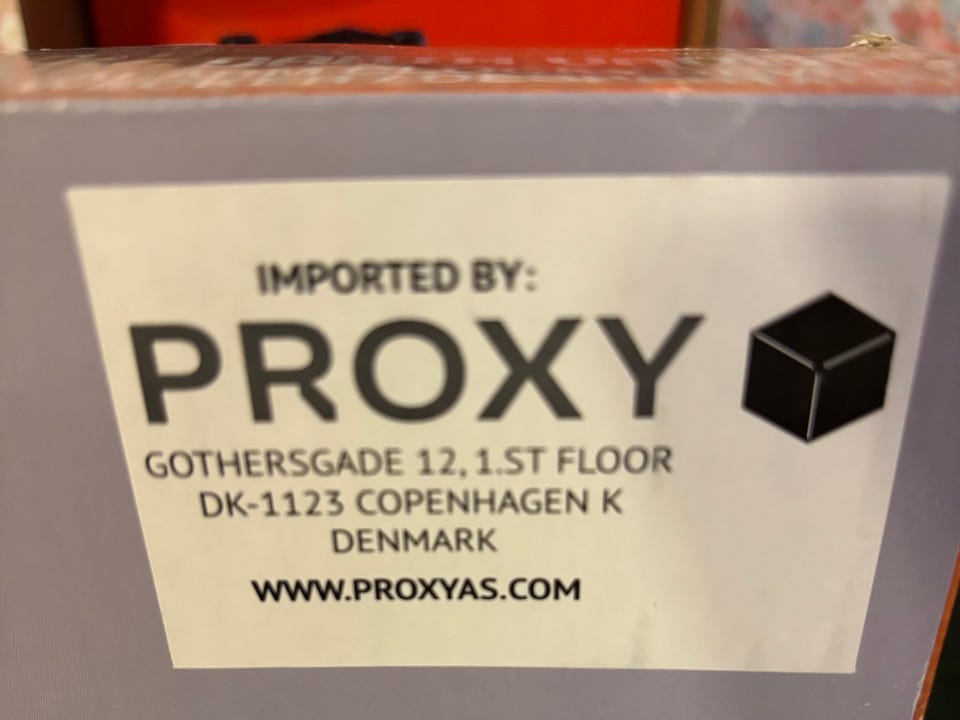 IMPORTED BY:
PROXY
GOTHERSGADE 12, 1.ST FLOOR
DK-1123 COPENHAGEN K
DENMARK
WWW.PROXYAS.COM